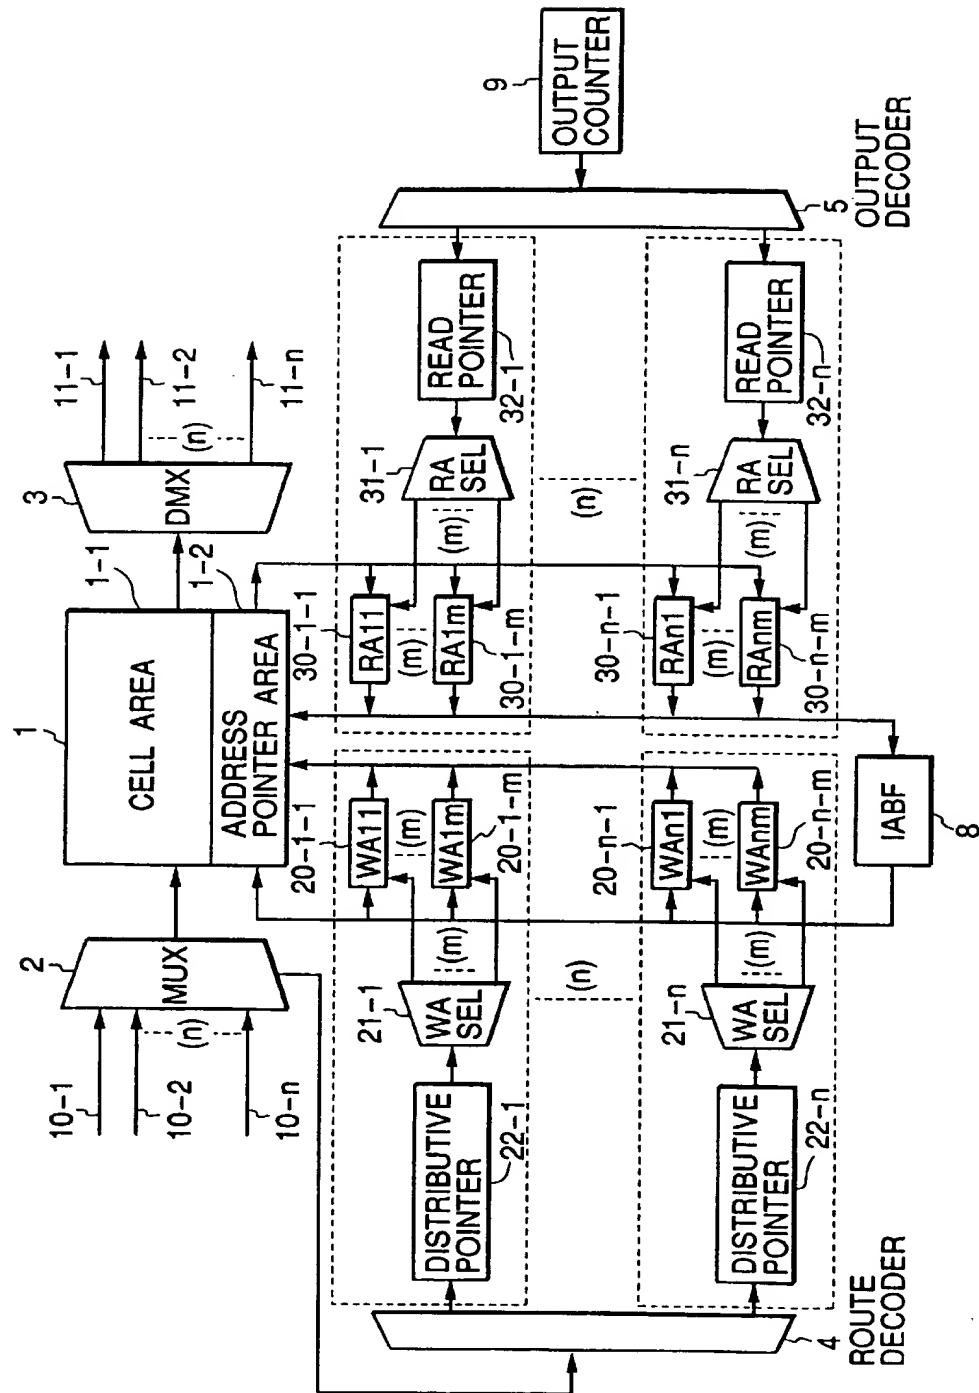 1
CELL AREA
1-1
ADDRESS
POINTER AREA
1-2
2
MUX
10-1
10-2
(n)
10-n
3
DMX
11-1
11-2
(n)
11-n
20-1-1
WA11
(m)
WA1m
20-1-m
21-1
WA
SEL
(m)
DISTRIBUTIVE
POINTER
22-1
30-1-1
RA11
(m)
RA1m
30-1-m
31-1
RA
SEL
(m)
READ
POINTER
32-1
(n)
(n)
20-n-1
WAn1
(m)
WAnm
20-n-m
21-n
WA
SEL
(m)
DISTRIBUTIVE
POINTER
22-n
30-n-1
RAn1
(m)
RAnm
30-n-m
31-n
RA
SEL
(m)
READ
POINTER
32-n
4
ROUTE
DECODER
5
OUTPUT
DECODER
IABF
8
9
OUTPUT
COUNTER